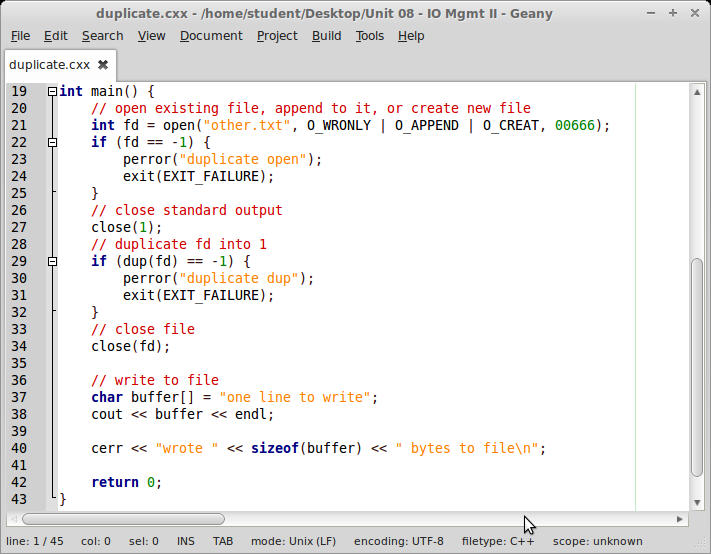 duplicate.cxx - /home/student/Desktop/Unit 08 - IO Mgmt II - Geany
File Edit Search View Document Project Build Tools Help
duplicate.cxx
19 int main() {
20     // open existing file, append to it, or create new file
21     int fd = open("other.txt", O_WRONLY | O_APPEND | O_CREAT, 00666);
22     if (fd == -1) {
23         perror("duplicate open");
24         exit(EXIT_FAILURE);
25     }
26     // close standard output
27     close(1);
28     // duplicate fd into 1
29     if (dup(fd) == -1) {
30         perror("duplicate dup");
31         exit(EXIT_FAILURE);
32     }
33     // close file
34     close(fd);
35
36     // write to file
37     char buffer[] = "one line to write";
38     cout << buffer << endl;
39
40     cerr << "wrote " << sizeof(buffer) << " bytes to file\n";
41
42     return 0;
43 }
line: 1 / 45 col: 0 sel: 0 INS TAB mode: Unix (LF) encoding: UTF-8 filetype: C++ scope: unknown